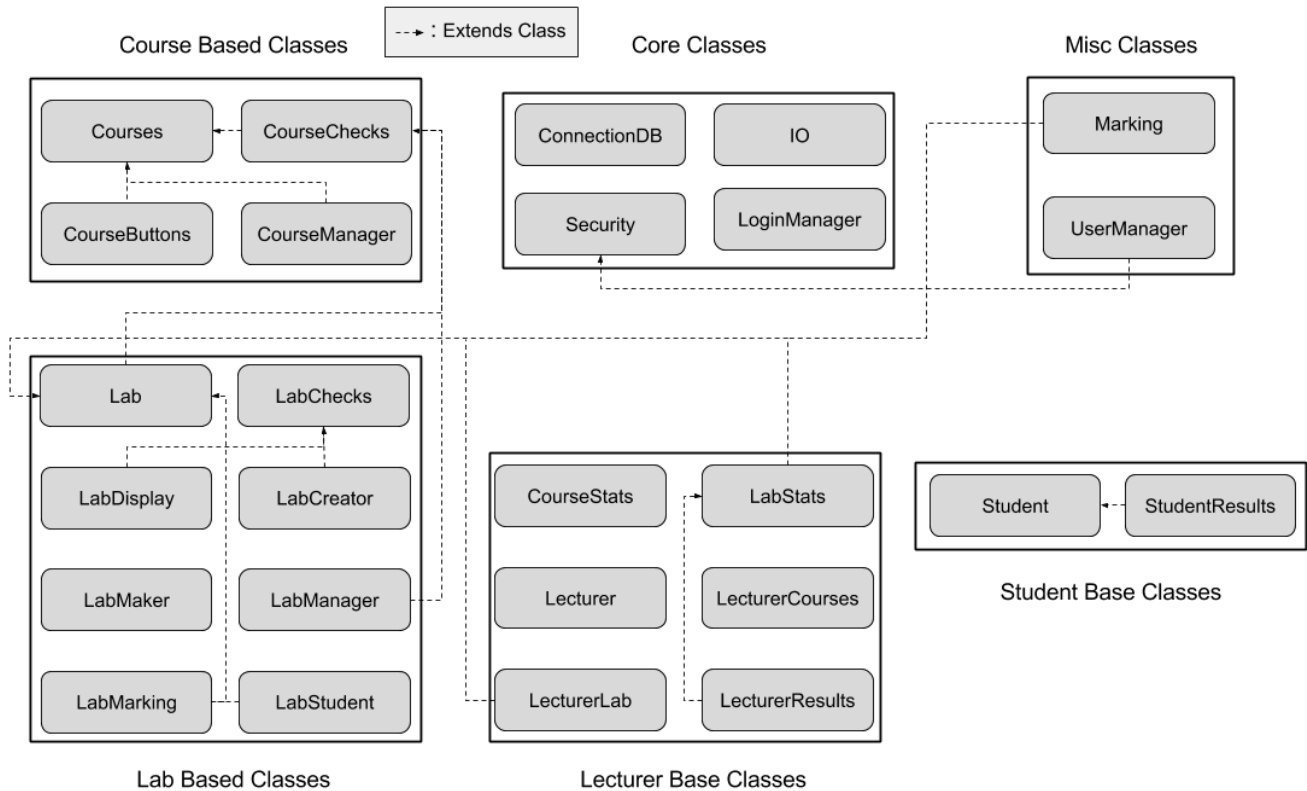 Course Based Classes
: Extends Class
Core Classes
Misc Classes
Courses
CourseChecks
CourseButtons
CourseManager
ConnectionDB
IO
Security
LoginManager
Marking
UserManager
Lab
LabChecks
LabDisplay
LabCreator
LabMaker
LabManager
LabMarking
LabStudent
Lab Based Classes
CourseStats
LabStats
Lecturer
LecturerCourses
LecturerLab
LecturerResults
Lecturer Base Classes
Student
StudentResults
Student Base Classes